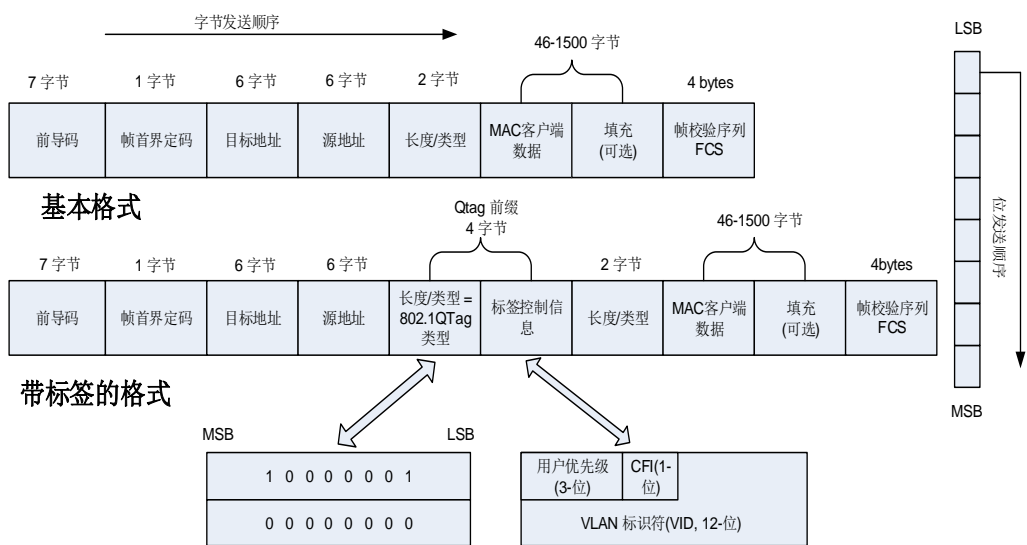 字节发送顺序
46-1500 字节
7 字节 1 字节 6 字节 6 字节 2 字节 4 bytes
前导码 帧首界定码 目标地址 源地址 长度/类型 MAC客户端 填充 帧校验序列
数据 (可选) FCS
基本格式
Qtag 前缀
4 字节
46-1500 字节
7 字节 1字节 6 字节 6 字节 2 字节 4bytes
前导码 帧首界定码 目标地址 源地址
长度/类型 =
802.1QTag
类型
标签控制信
息
长度/类型
MAC客户端
数据
填充
(可选)
帧校验序列
FCS
带标签的格式
MSB LSB
1 0 0 0 0 0 0 1
0 0 0 0 0 0 0 0
用户优先级
(3-位)
CFI(1-
位)
VLAN 标识符(VID, 12-位)
LSB
位发送顺序
MSB